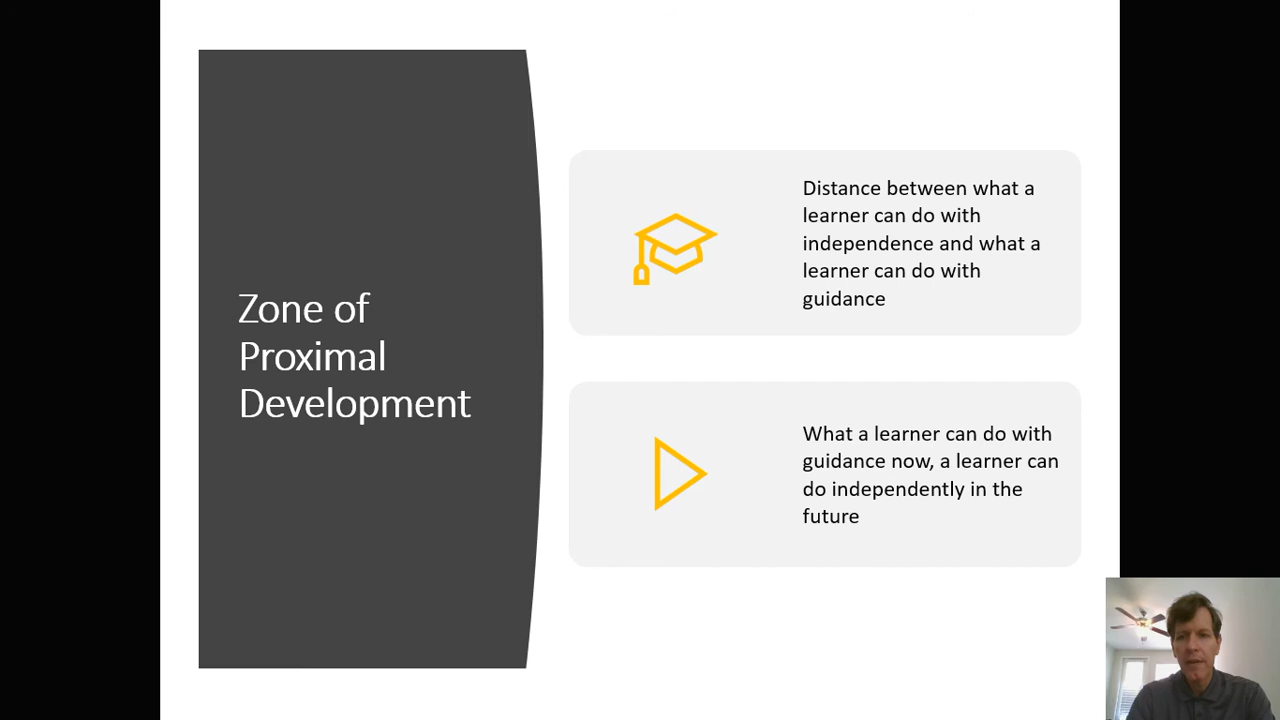 Zone of
Proximal
Development
Distance between what a
learner can do with
independence and what a
learner can do with
guidance
What a learner can do with
guidance now, a learner can
do independently in the
future